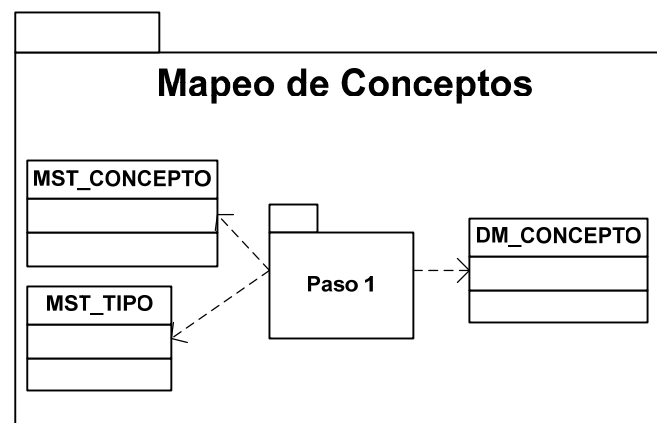 Mapeo de Conceptos
MST_CONCEPTO
MST_TIPO
Paso 1
DM_CONCEPTO